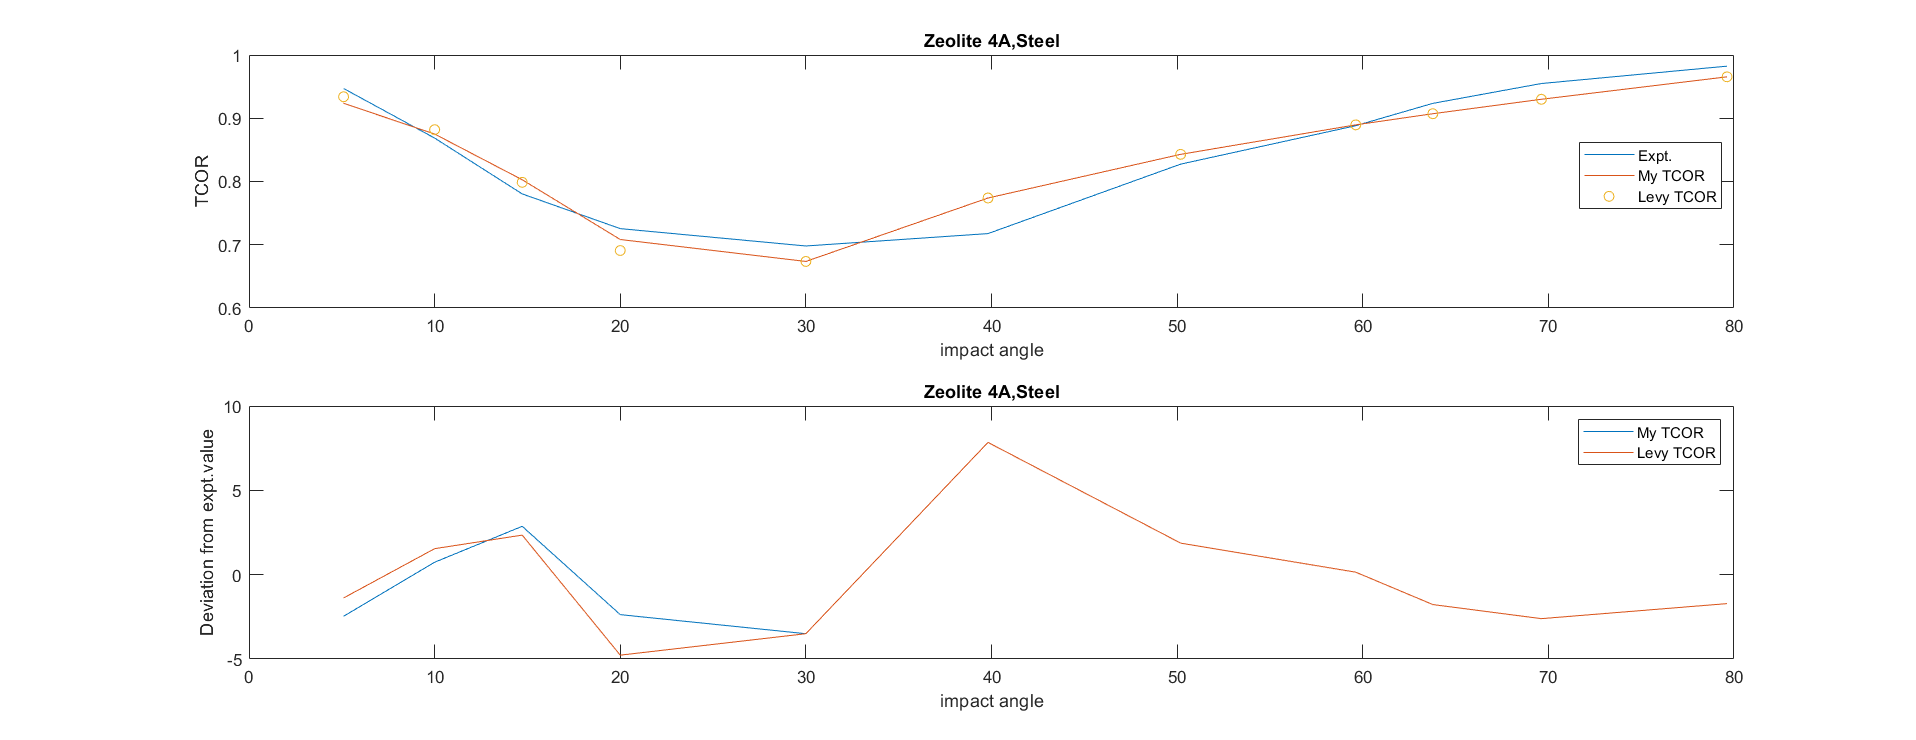 Zeolite 4A,Steel
1
0.9
0.8
0.7
0.6
TCOR
0 10 20 30 40 50 60 70 80
impact angle
Expt.
My TCOR
Levy TCOR
Zeolite 4A,Steel
10
5
0
-5
Deviation from expt.value
0 10 20 30 40 50 60 70 80
impact angle
My TCOR
Levy TCOR